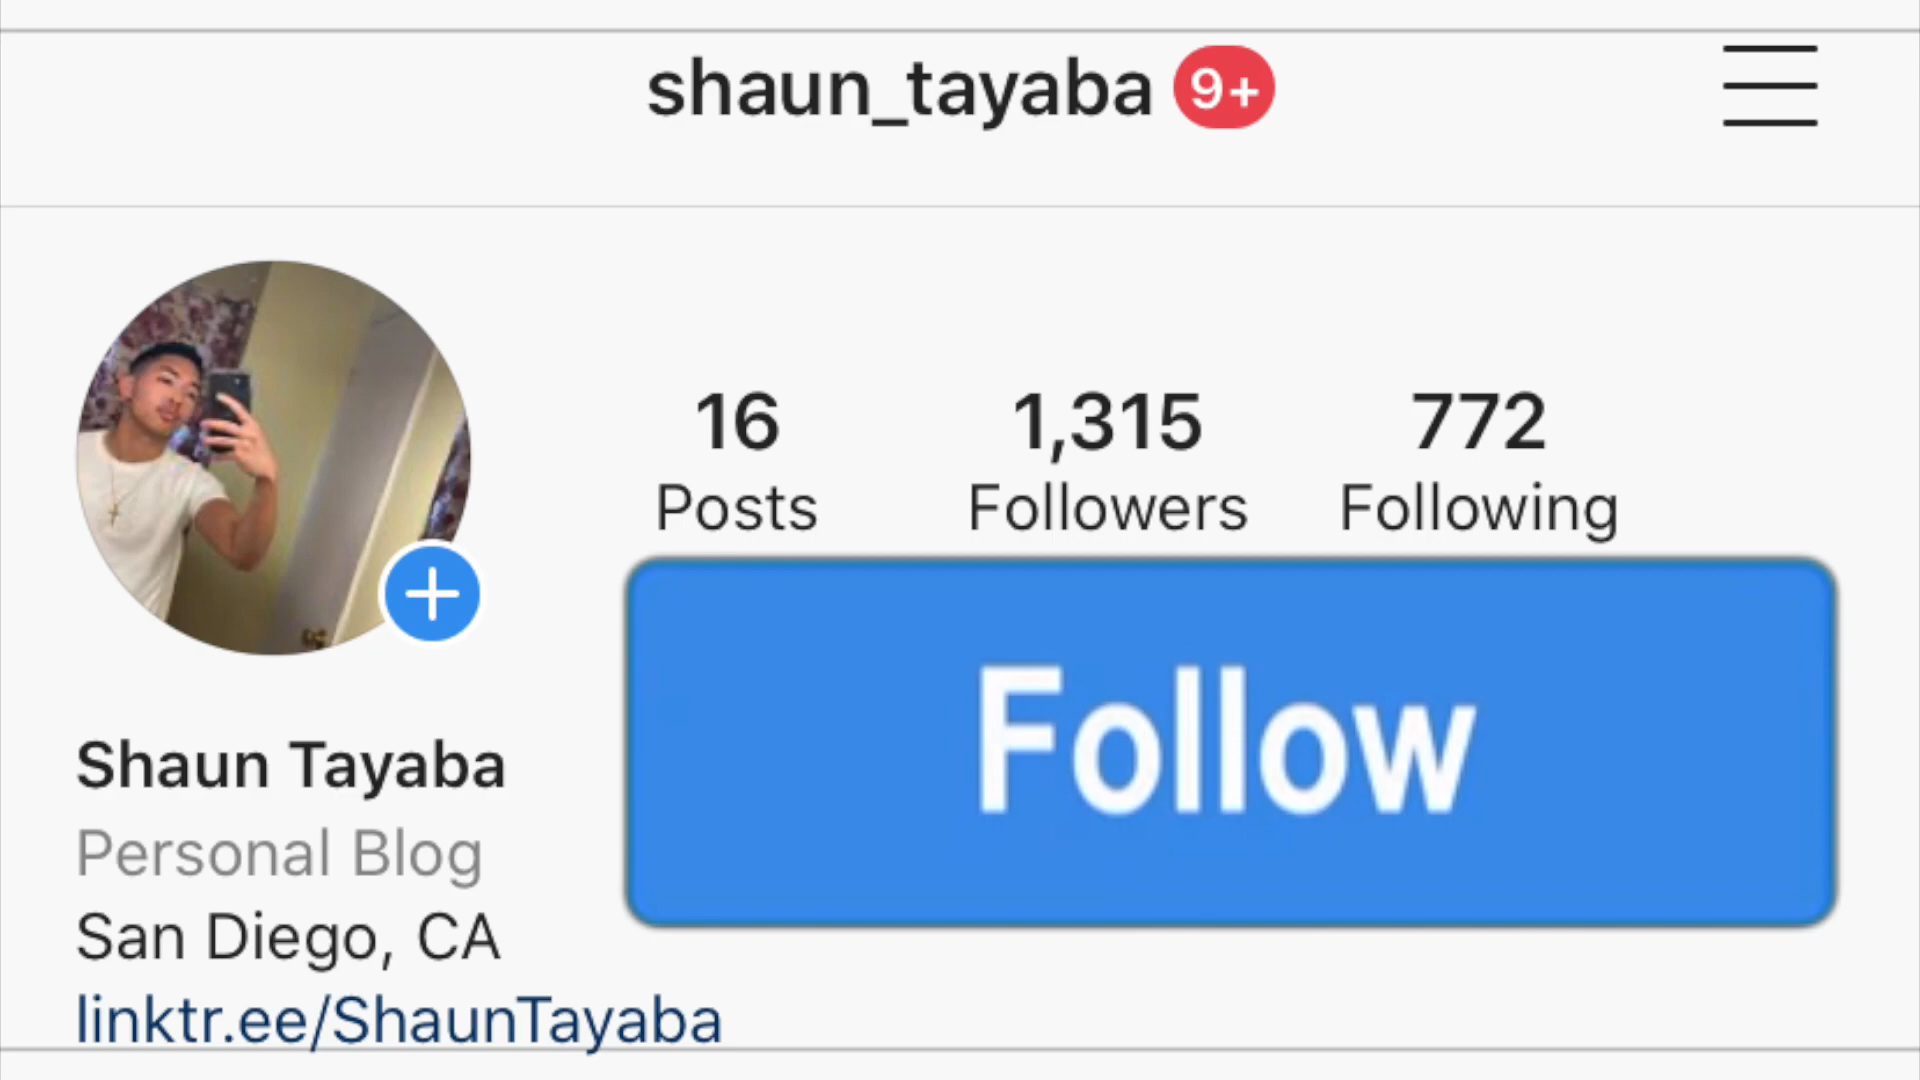 shaun_tayaba 9+
16 1,315 772
Posts Followers Following
Follow
Shaun Tayaba
Personal Blog
San Diego, CA
linktr.ee/ShaunTayaba